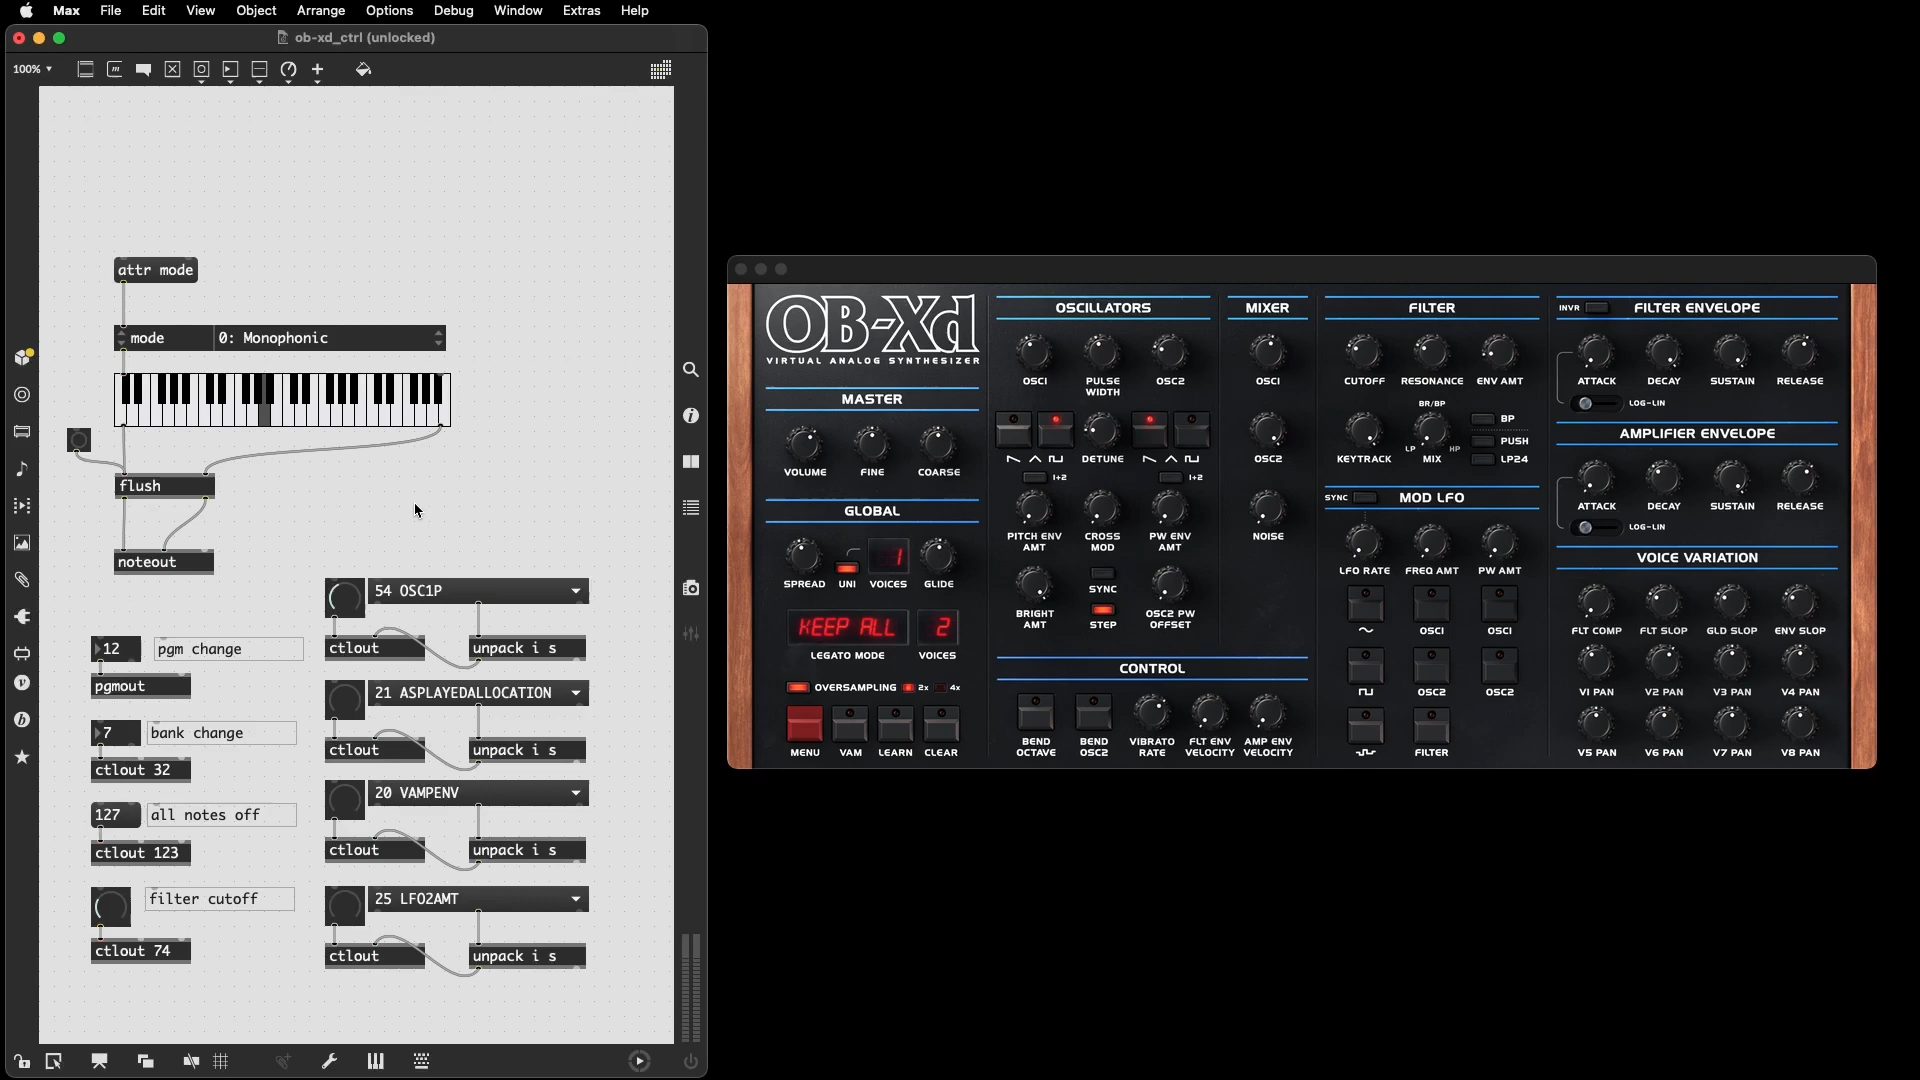 Max File Edit View Object Arrange Options Debug Window Extras Help
ob-xd_ctrl (unlocked)
100%
attr mode
mode 0: Monophonic
flush
noteout
54 OSC1P
ctlout unpack i s
12 pgm change
pgmout
21 ASPLAYEDALLOCATION
7 bank change
ctlout unpack i s
ctlout 32
20 VAMPENV
127 all notes off
ctlout unpack i s
ctlout 123
25 LFO2AMT
filter cutoff
ctlout 74
ctlout unpack i s
OB-Xd
VIRTUAL ANALOG SYNTHESIZER
MASTER
VOLUME FINE COARSE
GLOBAL
SPREAD UNI VOICES GLIDE
1
KEEP ALL 2
LEGATO MODE VOICES
OVERSAMPLING 2x 4x
MENU VAM LEARN CLEAR
OSCILLATORS
OSC1 PULSE WIDTH OSC2
DETUNE
1+2 1+2
PITCH ENV AMT CROSS MOD PW ENV AMT
SYNC
BRIGHT AMT STEP OSC2 PW OFFSET
MIXER
OSC1
OSC2
NOISE
CONTROL
BEND OCTAVE BEND OSC2 VIBRATO RATE FLT ENV VELOCITY AMP ENV VELOCITY
FILTER
CUTOFF RESONANCE ENV AMT
BR/BP
BP
PUSH
LP HP
KEYTRACK MIX LP24
SYNC MOD LFO
LFO RATE FREQ AMT PW AMT
OSC1 OSC1
OSC2 OSC2
FILTER
INVR FILTER ENVELOPE
ATTACK DECAY SUSTAIN RELEASE
LOG-LIN
AMPLIFIER ENVELOPE
ATTACK DECAY SUSTAIN RELEASE
LOG-LIN
VOICE VARIATION
FLT COMP FLT SLOP GLD SLOP ENV SLOP
V1 PAN V2 PAN V3 PAN V4 PAN
V5 PAN V6 PAN V7 PAN V8 PAN